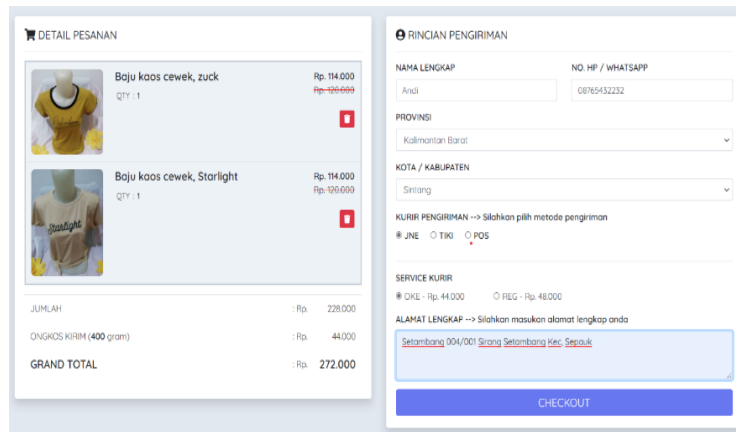 DETAIL PESANAN
Baju kaos cewek, zuck
Rp. 114.000
QTY : 1
Rp. 120.000
Baju kaos cewek, Starlight
Rp. 114.000
QTY : 1
Rp. 120.000
Starlight
JUMLAH : Rp. 228.000
ONGKOS KIRIM (400 gram) : Rp. 44.000
GRAND TOTAL : Rp. 272.000
RINCIAN PENGIRIMAN
NAMA LENGKAP
NO. HP / WHATSAPP
Andi
08765432232
PROVINSI
Kalimantan Barat
KOTA / KABUPATEN
Sintang
KURIR PENGIRIMAN --> Silahkan pilih metode pengiriman
JNE TIKI POS
SERVICE KURIR
OKE - Rp. 44.000 REG - Rp. 48.000
ALAMAT LENGKAP --> Silahkan masukan alamat lengkap anda
Setambang 004/001 Sirang Setambang Kec, Sepauk
CHECKOUT